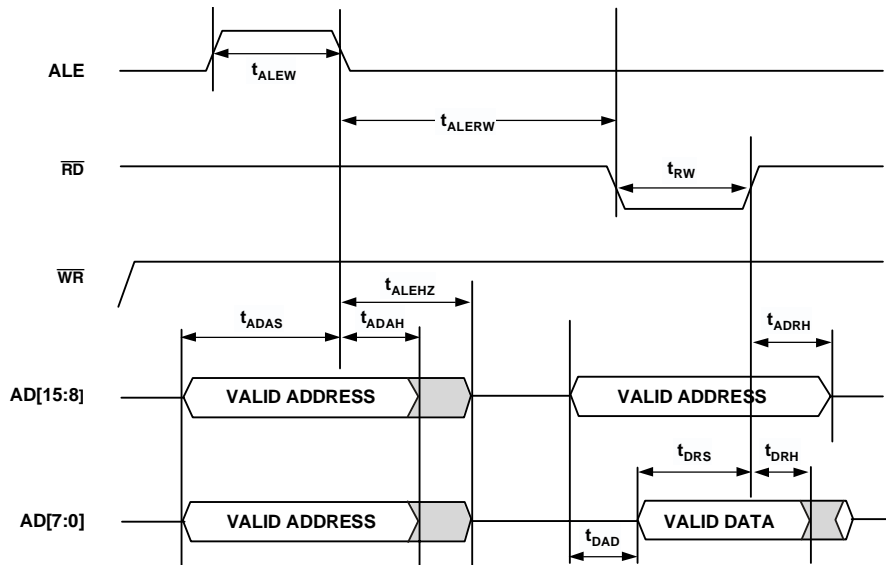 ALE
tALEW
tALERW
RD
tRW
WR
tALEHZ
tADAS
tADAH
tADRH
AD[15:8]
VALID ADDRESS
VALID ADDRESS
tDRS
tDRH
AD[7:0]
VALID ADDRESS
VALID DATA
tDAD